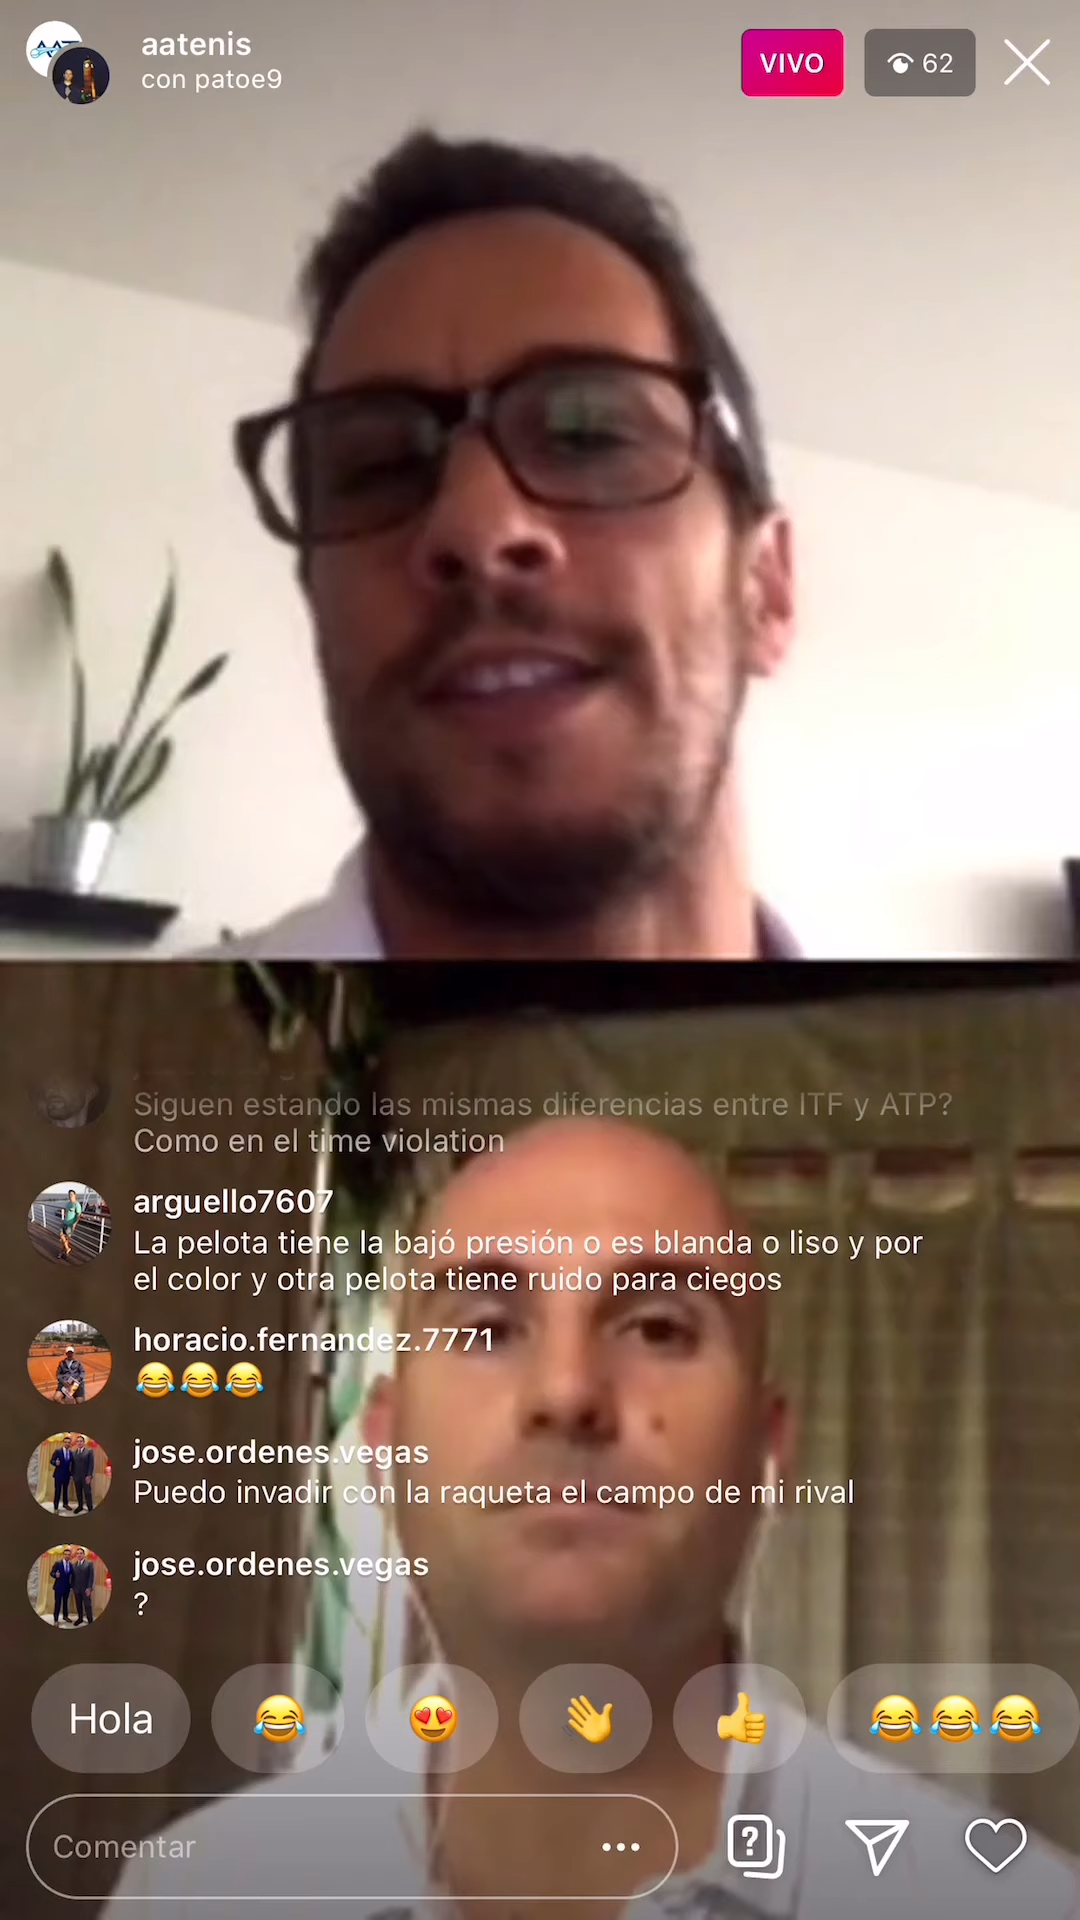 aatenis
con patoe9
VIVO
62
Siguen estando las mismas diferencias entre ITF y ATP?
Como en el time violation
arguello7607
La pelota tiene la bajó presión o es blanda o liso y por
el color y otra pelota tiene ruido para ciegos
horacio.fernandez.7771
😂😂😂
jose.ordenes.vegas
Puedo invadir con la raqueta el campo de mi rival
jose.ordenes.vegas
?
Hola 😂 😍 👋 👍 😂😂😂
Comentar